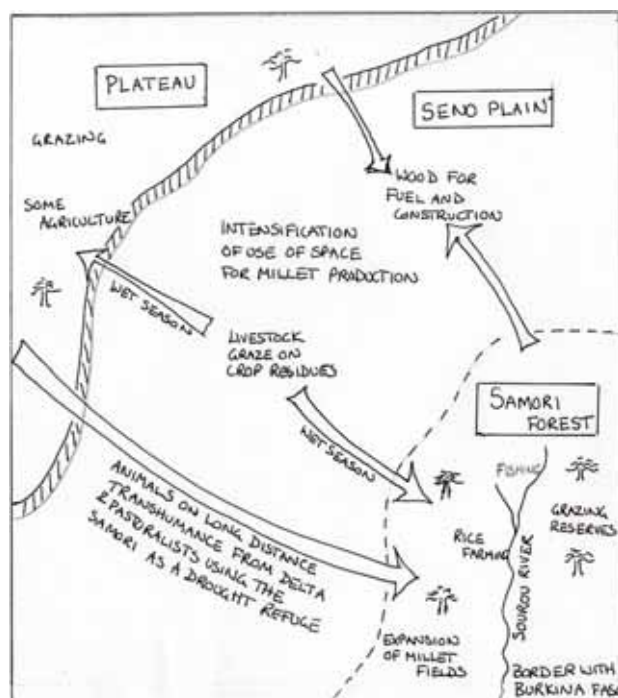 PLATEAU
SENO PLAIN
GRAZING
SOME
AGRICULTURE
WOOD FOR
FUEL AND
CONSTRUCTION
INTENSIFICATION
OF USE OF SPACE
FOR MILLET PRODUCTION
WET SEASON
LIVESTOCK
GRAZE ON
CROP RESIDUES
WET SEASON
SAMORI
FOREST
ANIMALS ON LONG DISTANCE
TRANSHUMANCE FROM DELTA
& PASTORALISTS USING THE
SAMORI AS A DROUGHT REFUGE
FISHING
GRAZING
RESERVES
RICE
FARMING
SOUROU RIVER
EXPANSION
OF MILLET
FIELDS
BORDER WITH
BURKINA FASO